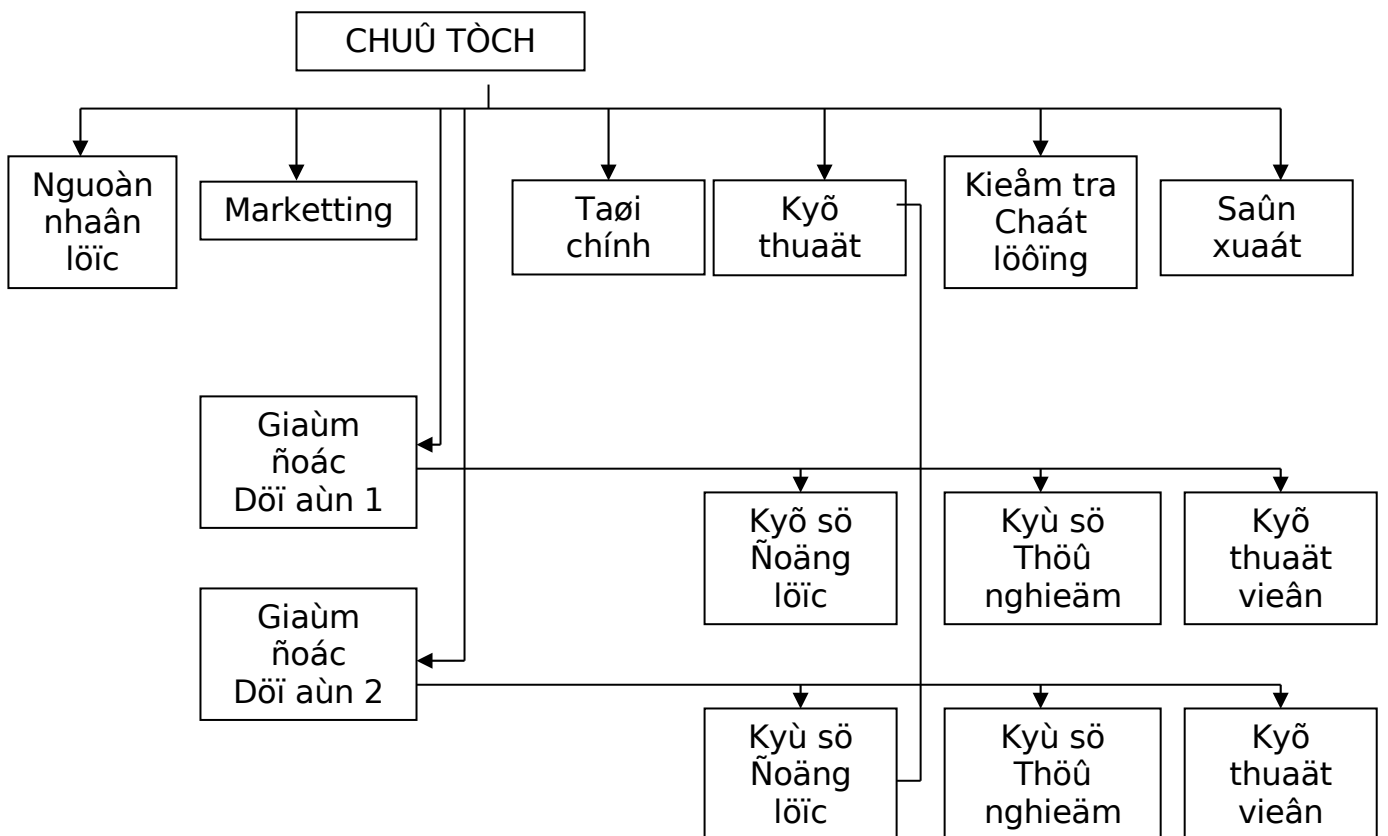 CHUÛ TÒCH
Nguoàn
nhaân
löïc
Marketting
Taøi
chính
Kyõ
thuaät
Kieåm tra
Chaát
löôïng
Saûn
xuaát
Giaùm
ñoác
Döï aùn 1
Kyõ sö
Ñoäng
löïc
Kyù sö
Thöû
nghieäm
Kyõ
thuaät
vieân
Giaùm
ñoác
Döï aùn 2
Kyù sö
Ñoäng
löïc
Kyù sö
Thöû
nghieäm
Kyõ
thuaät
vieân